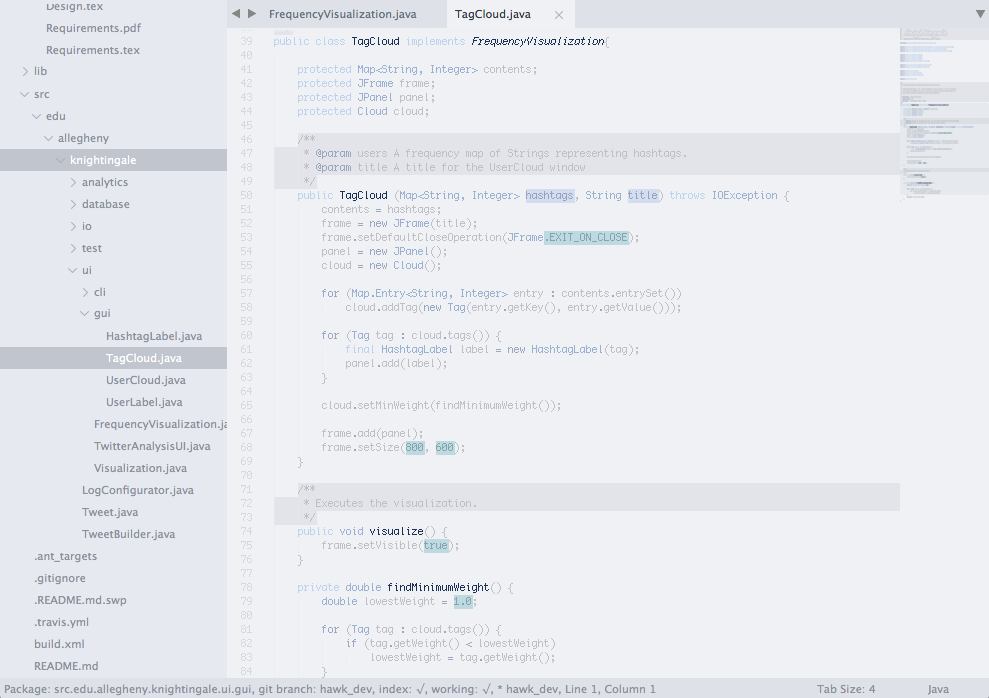 Design.tex
Requirements.pdf
Requirements.tex
lib
src
edu
allegheny
knightingale
analytics
database
io
test
ui
cli
gui
HashtagLabel.java
TagCloud.java
UserCloud.java
UserLabel.java
FrequencyVisualization.ja
TwitterAnalysisUI.java
Visualization.java
LogConfigurator.java
Tweet.java
TweetBuilder.java
.ant_targets
.gitignore
.README.md.swp
.travis.yml
build.xml
README.md
FrequencyVisualization.java TagCloud.java
39 public class TagCloud implements FrequencyVisualization{
40
41 protected Map<String, Integer> contents;
42 protected JFrame frame;
43 protected JPanel panel;
44 protected Cloud cloud;
45
46 /**
47 * @param users A frequency map of Strings representing hashtags.
48 * @param title A title for the UserCloud window
49 */
50 public TagCloud (Map<String, Integer> hashtags, String title) throws IOException {
51 contents = hashtags;
52 frame = new JFrame(title);
53 frame.setDefaultCloseOperation(JFrame.EXIT_ON_CLOSE);
54 panel = new JPanel();
55 cloud = new Cloud();
56
57 for (Map.Entry<String, Integer> entry : contents.entrySet())
58 cloud.addTag(new Tag(entry.getKey(), entry.getValue()));
59
60 for (Tag tag : cloud.tags()) {
61 final HashtagLabel label = new HashtagLabel(tag);
62 panel.add(label);
63 }
64
65 cloud.setMinWeight(findMinimumWeight());
66
67 frame.add(panel);
68 frame.setSize(800, 600);
69 }
70
71 /**
72 * Executes the visualization.
73 */
74 public void visualize() {
75 frame.setVisible(true);
76 }
77
78 private double findMinimumWeight() {
79 double lowestWeight = 1.0;
80
81 for (Tag tag : cloud.tags()) {
82 if (tag.getWeight() < lowestWeight)
83 lowestWeight = tag.getWeight();
84 }
Package: src.edu.allegheny.knightingale.ui.gui, git branch: hawk_dev, index: √, working: √, * hawk_dev, Line 1, Column 1 Tab Size: 4 Java